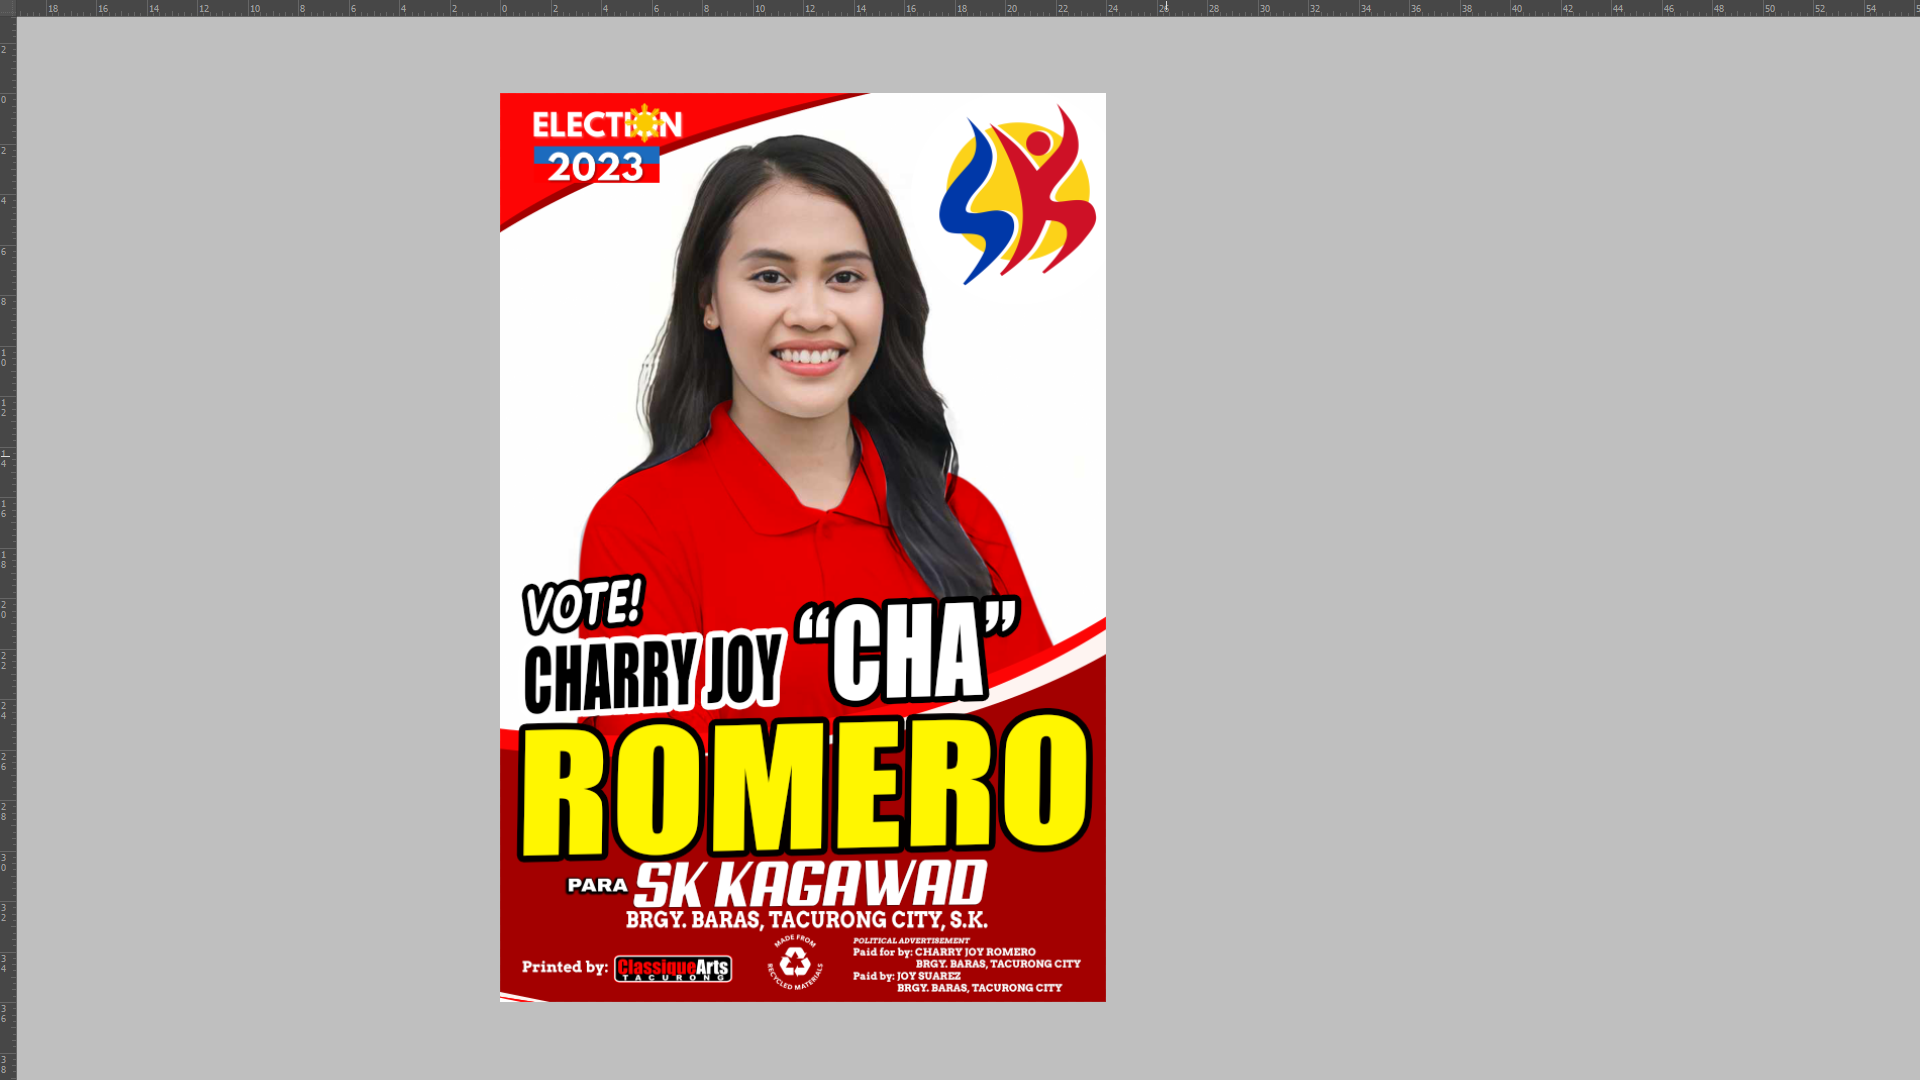 ELECTION
2023
SK
VOTE!
CHARRY JOY “CHA”
ROMERO
PARA SK KAGAWAD
BRGY. BARAS, TACURONG CITY, S.K.
Printed by: ClassiqueArts
TACURONG
MADE FROM
RECYCLED MATERIALS
POLITICAL ADVERTISEMENT
Paid for by: CHARRY JOY ROMERO
BRGY. BARAS, TACURONG CITY
Paid by: JOY SUAREZ
BRGY. BARAS, TACURONG CITY